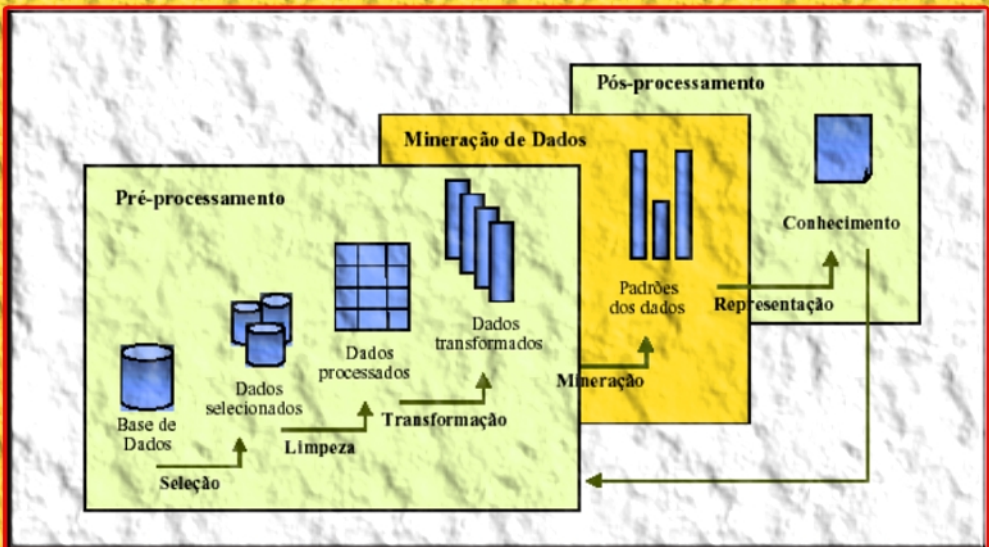 Pós-processamento
Mineração de Dados
Pré-processamento
Conhecimento
Padrões
dos dados
Representação
Dados
transformados
Dados
processados
Mineração
Dados
selecionados
Transformação
Base de
Dados
Limpeza
Seleção